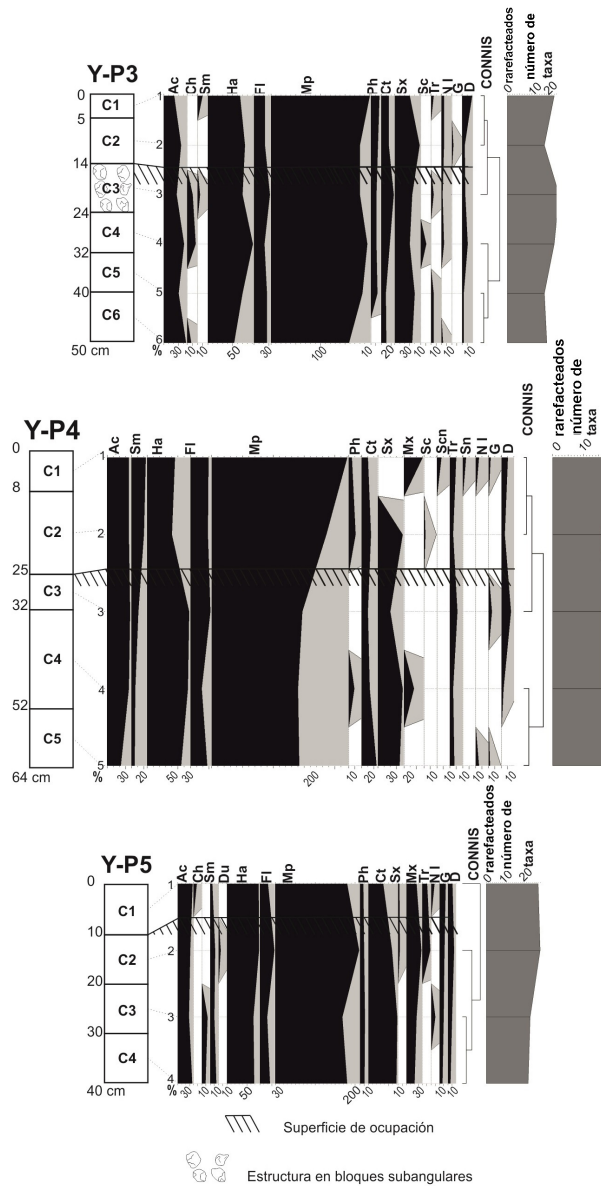 Y-P3
Ac Ch Sm Ha Fl Mp Ph Ct Sx Sc Tr N I G D CONNIS
rarefacteados
número de
taxa
0 10 20
0
5
14
24
32
40
50 cm
C1
C2
C3
C4
C5
C6
1
2
3
4
5
6
% 30 10 10 50 30 100 10 20 30 10 10 10 10 10
Y-P4
Ac Sm Ha Fl Mp Ph Ct Sx Mx Sc Scn Tr Sn N I G D CONNIS
rarefacteados
número de
taxa
0 10
0
8
25
32
52
64 cm
C1
C2
C3
C4
C5
1
2
3
4
5
% 30 20 50 30 200 10 20 30 10 10 10 10 10 10 10 10
Y-P5
Ac Ch Sm Du Ha Fl Mp Ph Ct Sx Mx Tr N I G D CONNIS
rarefacteados
número de
taxa
0 10 20
0
10
20
30
40 cm
C1
C2
C3
C4
1
2
3
4
% 30 10 10 10 50 30 200 10 30 10 30 10 10 10 10
Superficie de ocupación
Estructura en bloques subangulares